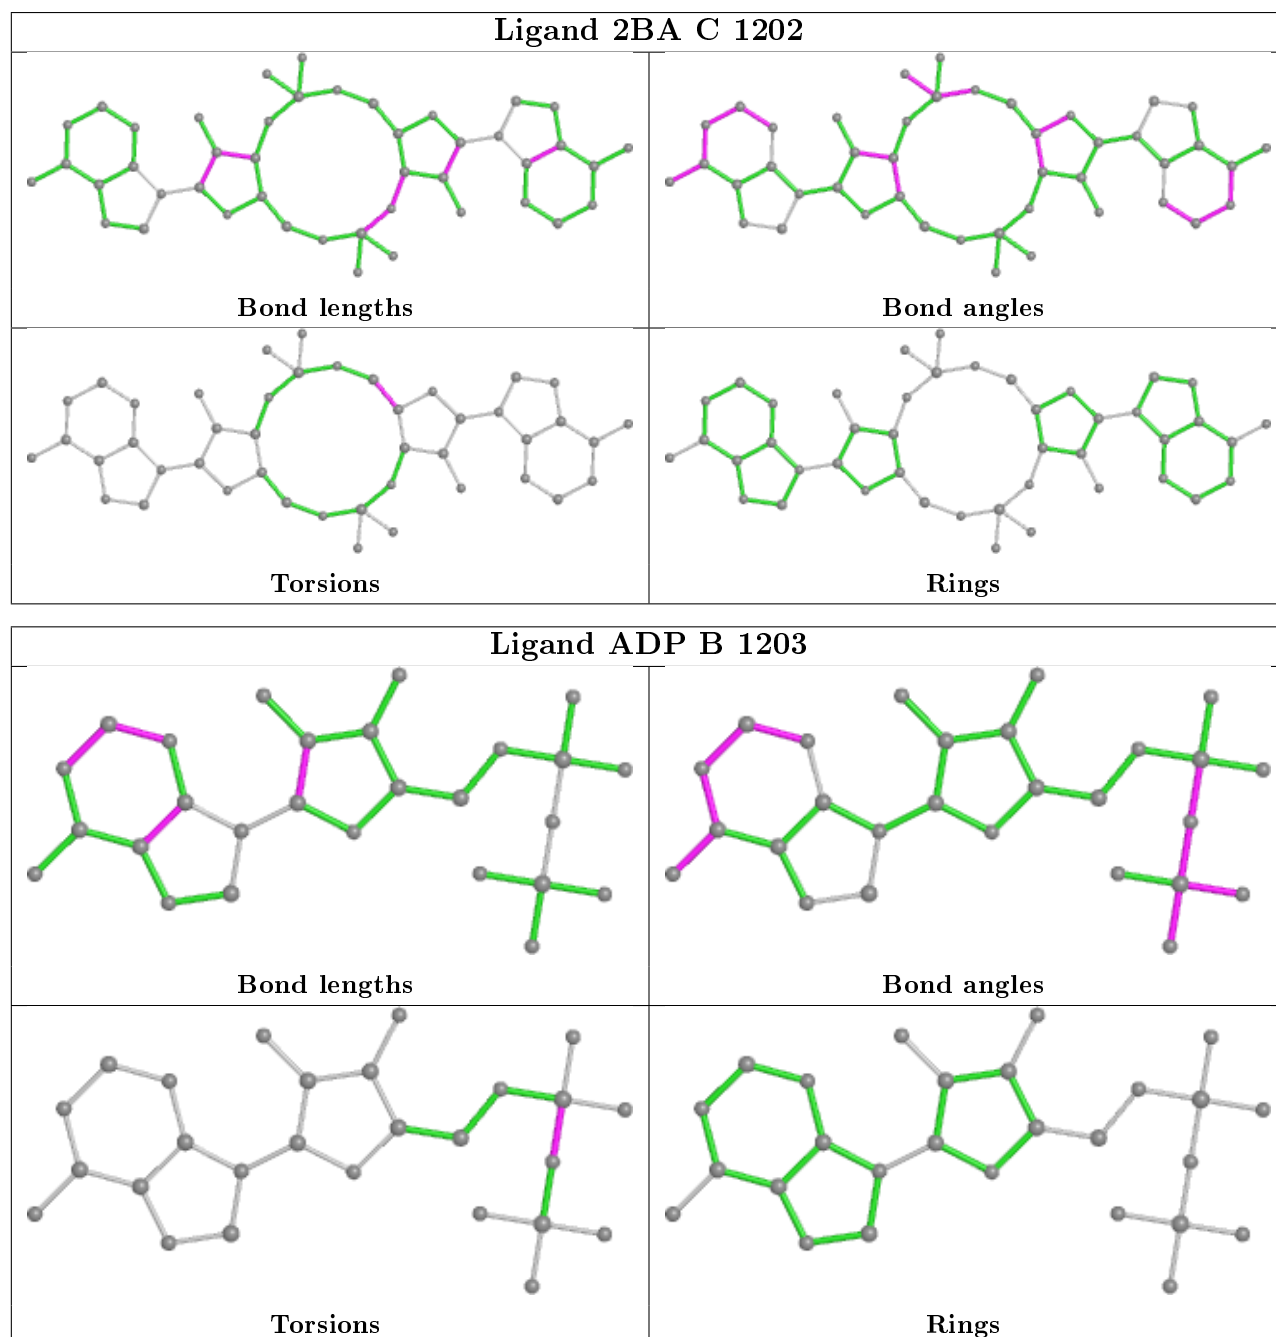 Ligand 2BA C 1202
Bond lengths
Bond angles
Torsions
Rings
Ligand ADP B 1203
Bond lengths
Bond angles
Torsions
Rings